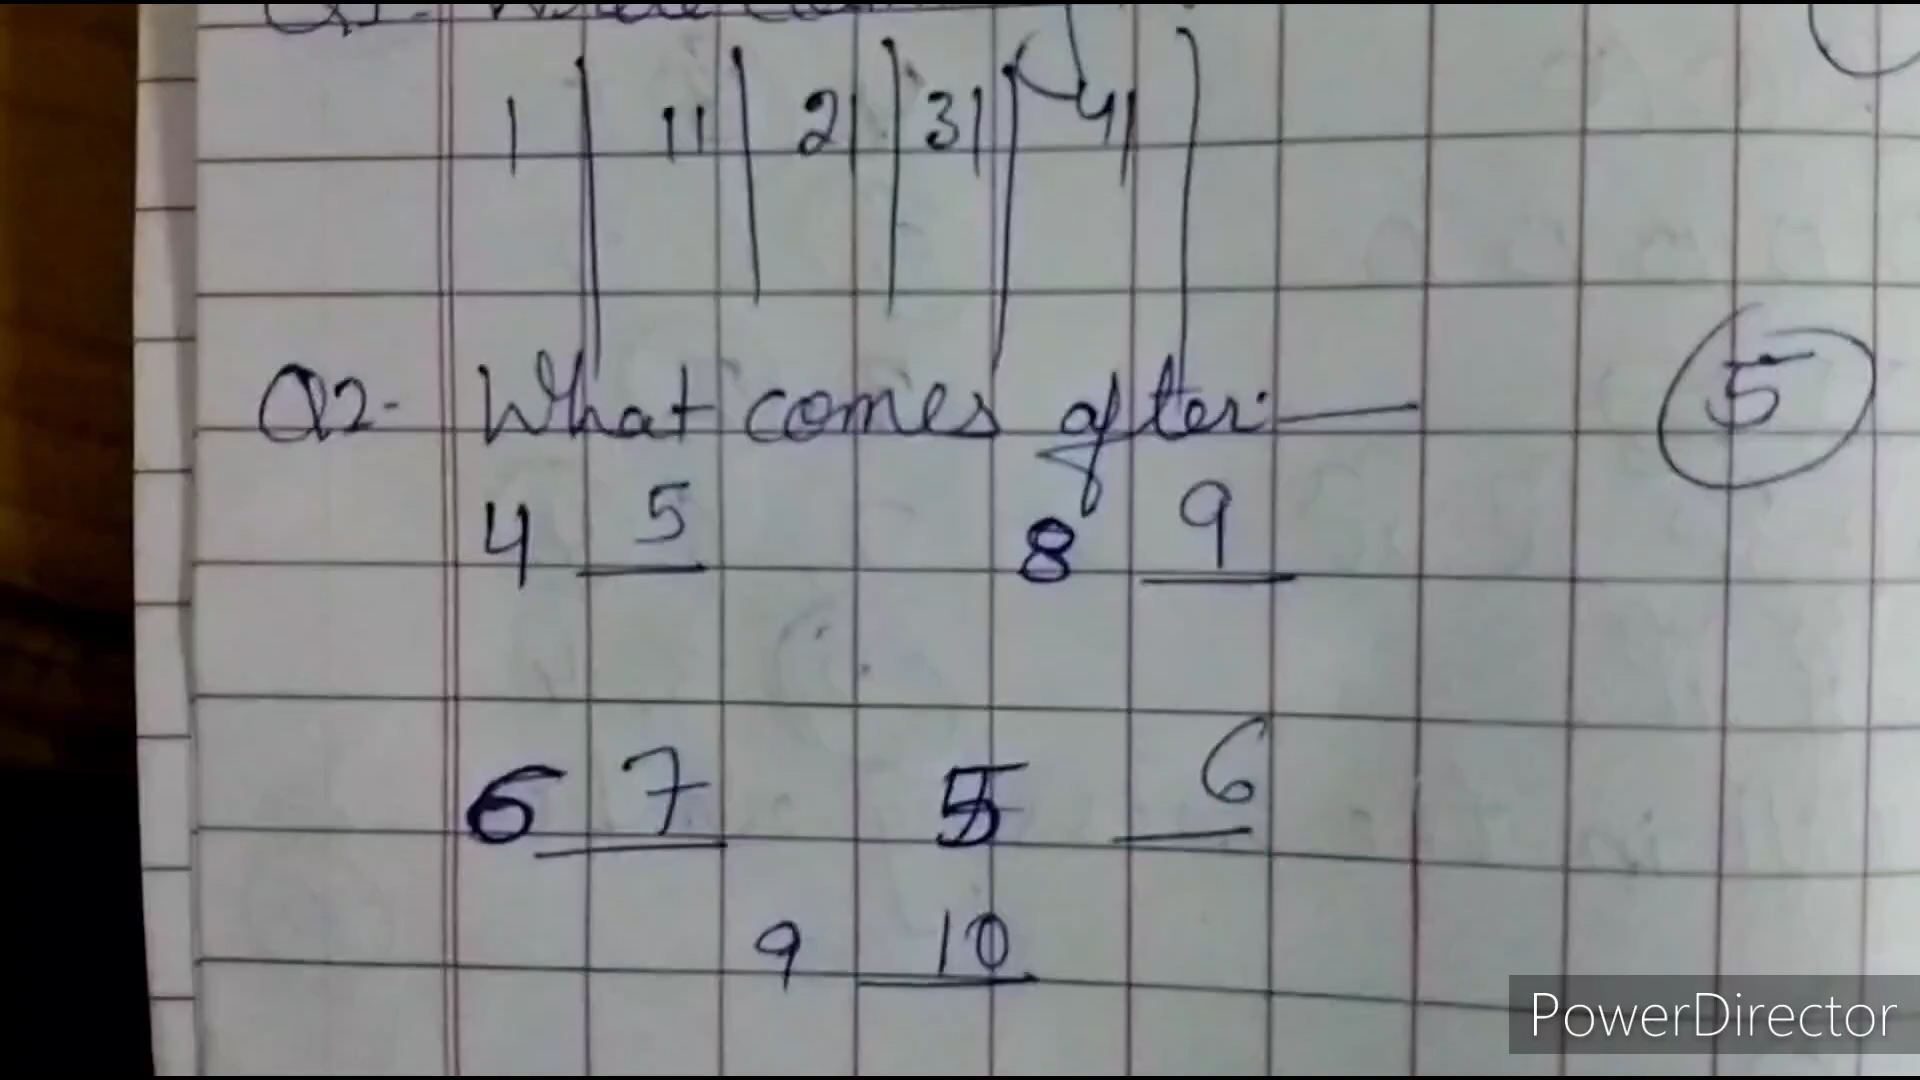 1 11 21 31 41
Q2- What comes after:— 5
4 5 8 9
6 7 5 6
9 10
PowerDirector